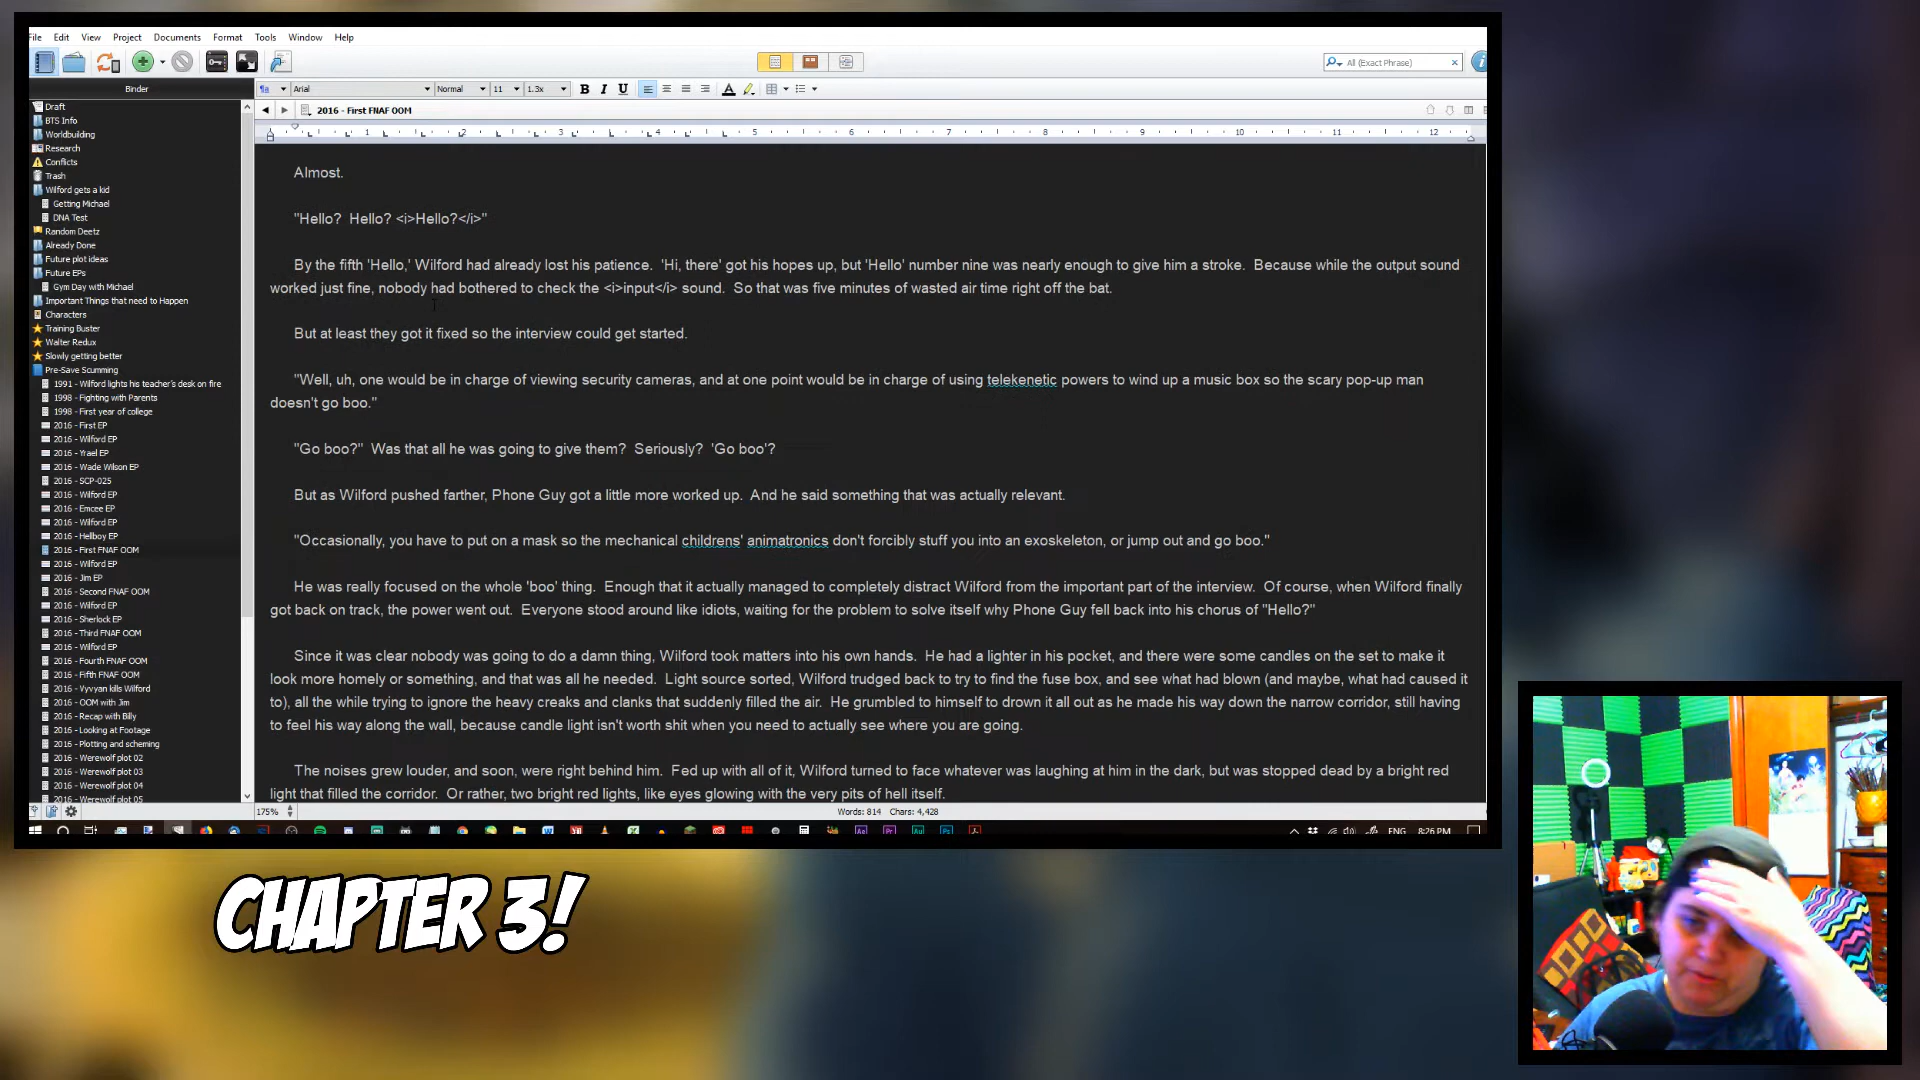 File Edit View Project Documents Format Tools Window Help
All (Exact Phrase)
Binder
Arial Normal 11 1.3x B I U A
2016 - First FNAF OOM
1 2 3 4 5 6 7 8 9 10 11 12
Draft
BTS Info
Worldbuilding
Research
Conflicts
Trash
Wilford gets a kid
Getting Michael
DNA Test
Random Deetz
Already Done
Future plot ideas
Future EPs
Gym Day with Michael
Important Things that need to Happen
Characters
Training Buster
Walter Redux
Slowly getting better
Pre-Save Scumming
1991 - Wilford lights his teacher's desk on fire
1998 - Fighting with Parents
1998 - First year of college
2016 - First EP
2016 - Wilford EP
2016 - Yrael EP
2016 - Wade Wilson EP
2016 - SCP-025
2016 - Wilford EP
2016 - Emcee EP
2016 - Wilford EP
2016 - Hellboy EP
2016 - First FNAF OOM
2016 - Wilford EP
2016 - Jim EP
2016 - Second FNAF OOM
2016 - Wilford EP
2016 - Sherlock EP
2016 - Third FNAF OOM
2016 - Wilford EP
2016 - Fourth FNAF OOM
2016 - Fifth FNAF OOM
2016 - Vyvyan kills Wilford
2016 - OOM with Jim
2016 - Recap with Billy
2016 - Looking at Footage
2016 - Plotting and scheming
2016 - Werewolf plot 02
2016 - Werewolf plot 03
2016 - Werewolf plot 04
2016 - Werewolf plot 05
Almost.
"Hello?  Hello? <i>Hello?</i>"
By the fifth 'Hello,' Wilford had already lost his patience.  'Hi, there' got his hopes up, but 'Hello' number nine was nearly enough to give him a stroke.  Because while the output sound
worked just fine, nobody had bothered to check the <i>input</i> sound.  So that was five minutes of wasted air time right off the bat.
But at least they got it fixed so the interview could get started.
"Well, uh, one would be in charge of viewing security cameras, and at one point would be in charge of using telekenetic powers to wind up a music box so the scary pop-up man
doesn't go boo."
"Go boo?"  Was that all he was going to give them?  Seriously?  'Go boo'?
But as Wilford pushed farther, Phone Guy got a little more worked up.  And he said something that was actually relevant.
"Occasionally, you have to put on a mask so the mechanical childrens' animatronics don't forcibly stuff you into an exoskeleton, or jump out and go boo."
He was really focused on the whole 'boo' thing.  Enough that it actually managed to completely distract Wilford from the important part of the interview.  Of course, when Wilford finally
got back on track, the power went out.  Everyone stood around like idiots, waiting for the problem to solve itself why Phone Guy fell back into his chorus of "Hello?"
Since it was clear nobody was going to do a damn thing, Wilford took matters into his own hands.  He had a lighter in his pocket, and there were some candles on the set to make it
look more homely or something, and that was all he needed.  Light source sorted, Wilford trudged back to try to find the fuse box, and see what had blown (and maybe, what had caused it
to), all the while trying to ignore the heavy creaks and clanks that suddenly filled the air.  He grumbled to himself to drown it all out as he made his way down the narrow corridor, still having
to feel his way along the wall, because candle light isn't worth shit when you need to actually see where you are going.
The noises grew louder, and soon, were right behind him.  Fed up with all of it, Wilford turned to face whatever was laughing at him in the dark, but was stopped dead by a bright red
light that filled the corridor.  Or rather, two bright red lights, like eyes glowing with the very pits of hell itself.
175% Words: 814 Chars: 4,428
ENG 8:26 PM
CHAPTER 3!